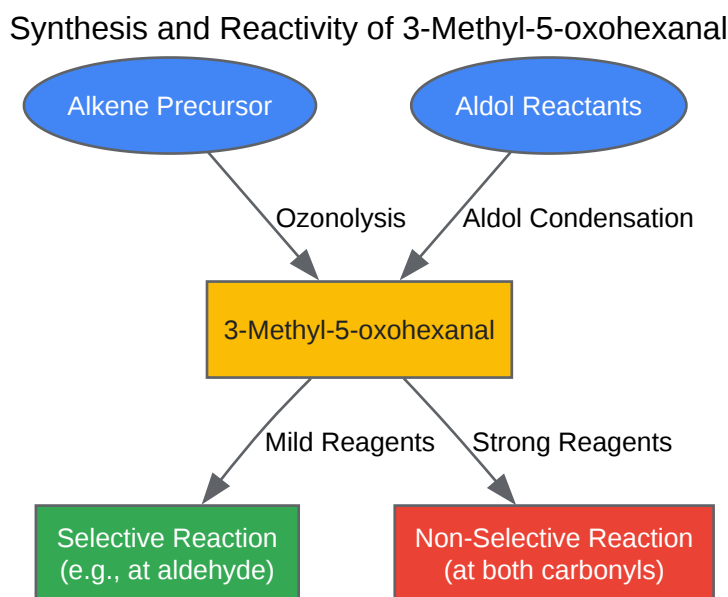 Synthesis and Reactivity of 3-Methyl-5-oxohexanal
Alkene Precursor
Aldol Reactants
Ozonolysis
Aldol Condensation
3-Methyl-5-oxohexanal
Mild Reagents
Strong Reagents
Selective Reaction
(e.g., at aldehyde)
Non-Selective Reaction
(at both carbonyls)